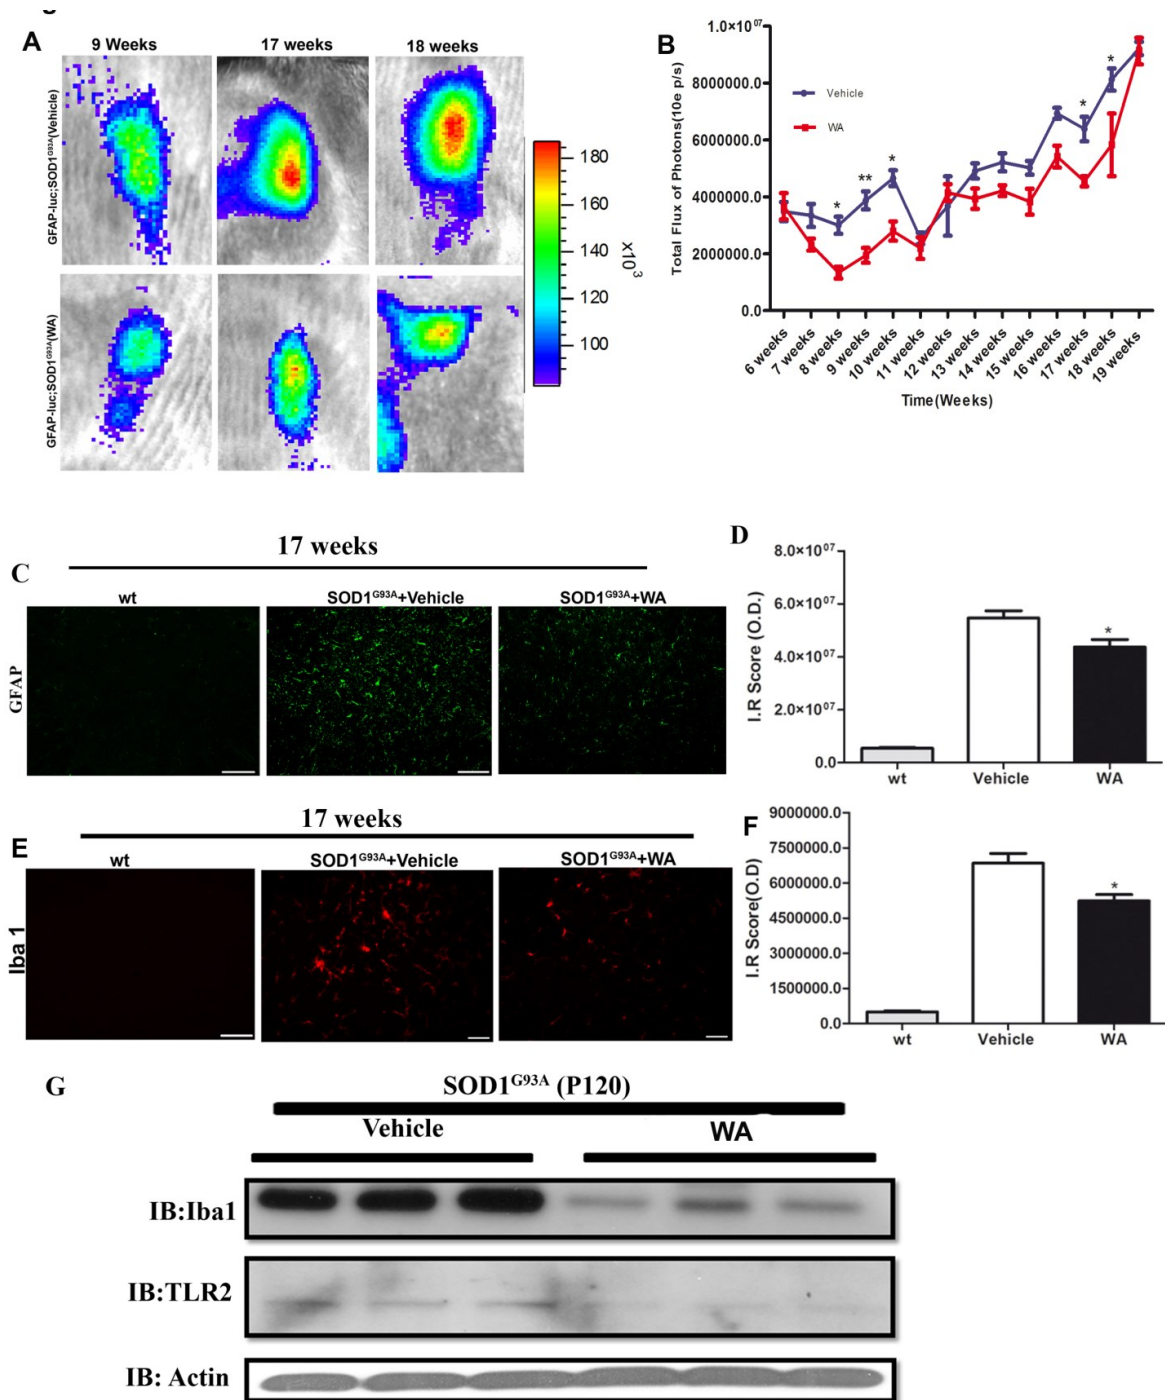 A
9 Weeks
17 weeks
18 weeks
GFAP-luc;SOD1G93A(Vehicle)
GFAP-luc;SOD1G93A(WA)
180
160
140
120
100
x103
B
1.0×10⁰⁷
8000000.0
6000000.0
4000000.0
2000000.0
0.0
Total Flux of Photons(10e p/s)
Vehicle
WA
*
**
*
*
*
6 weeks
7 weeks
8 weeks
9 weeks
10 weeks
11 weeks
12 weeks
13 weeks
14 weeks
15 weeks
16 weeks
17 weeks
18 weeks
19 weeks
Time(Weeks)
C
17 weeks
wt
SOD1G93A+Vehicle
SOD1G93A+WA
GFAP
D
8.0×10⁰⁷
6.0×10⁰⁷
4.0×10⁰⁷
2.0×10⁰⁷
0.0
I.R Score (O.D.)
*
wt
Vehicle
WA
E
17 weeks
wt
SOD1G93A+Vehicle
SOD1G93A+WA
Iba 1
F
9000000.0
7500000.0
6000000.0
4500000.0
3000000.0
1500000.0
0.0
I.R Score(O.D)
*
wt
Vehicle
WA
G
SOD1G93A (P120)
Vehicle
WA
IB:Iba1
IB:TLR2
IB: Actin